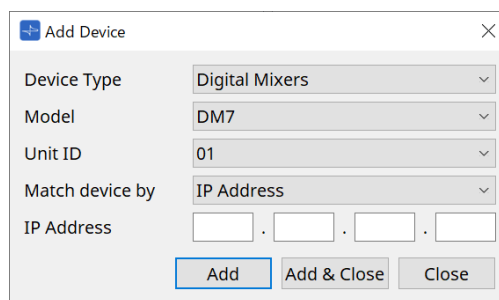 Add Device
Device Type Digital Mixers
Model DM7
Unit ID 01
Match device by IP Address
IP Address . . .
Add Add & Close Close